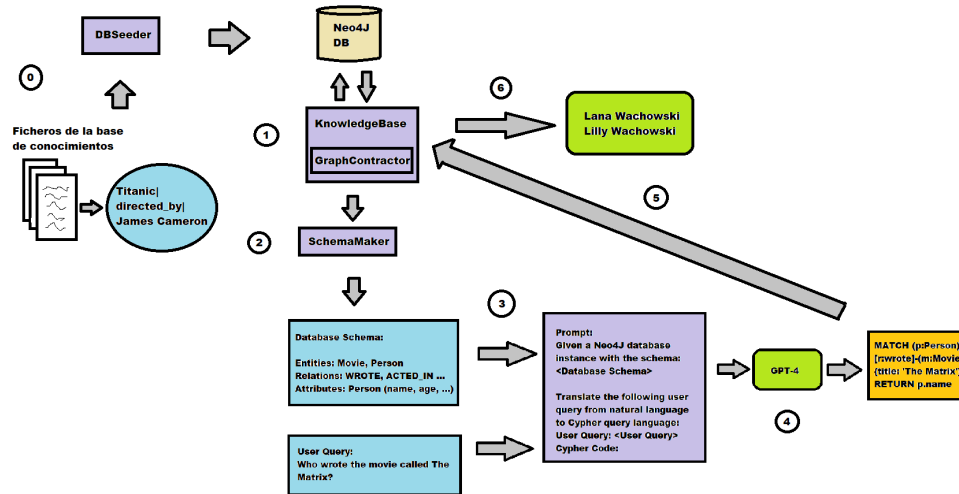 DBSeeder
Neo4J
DB
0
6
Lana Wachowski
Lilly Wachowski
1
KnowledgeBase
GraphContractor
Ficheros de la base
de conocimientos
Titanic|
directed_by|
James Cameron
5
2
SchemaMaker
3
Database Schema:
Entities: Movie, Person
Relations: WROTE, ACTED_IN ...
Attributes: Person (name, age, ...)
Prompt:
Given a Neo4J database
instance with the schema:
<Database Schema>
Translate the following user
query from natural language
to Cypher query language:
User Query: <User Query>
Cypher Code:
GPT-4
4
MATCH (p:Person)
[r:wrote]-(m:Movie
{title: 'The Matrix'}
RETURN p.name
User Query:
Who wrote the movie called The
Matrix?